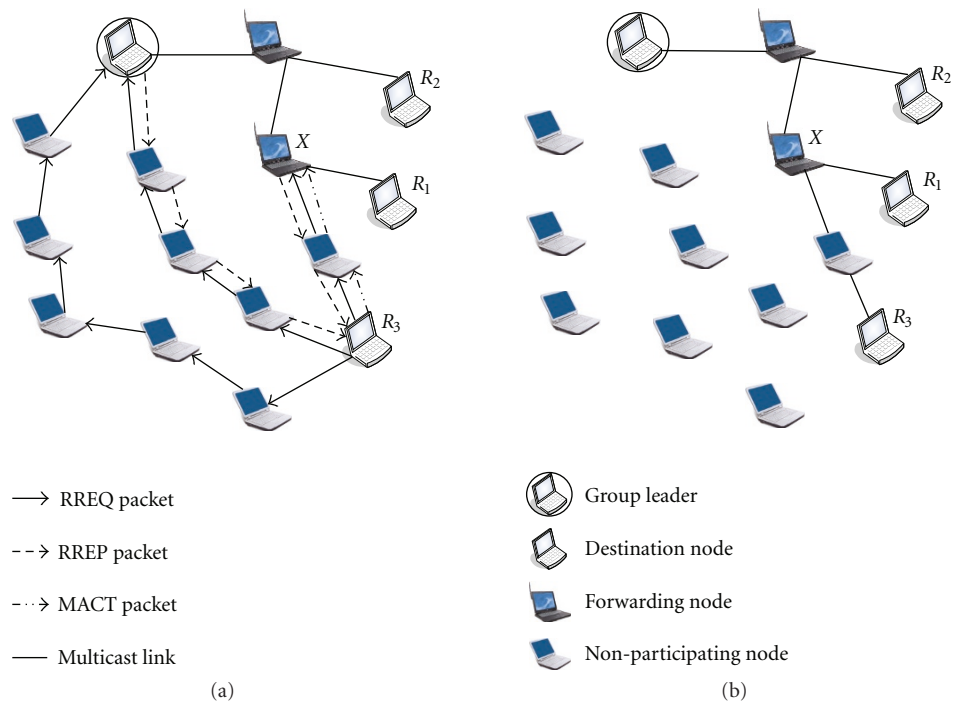 R2
X
R1
R3
R2
X
R1
R3
RREQ packet
RREP packet
MACT packet
Multicast link
(a)
Group leader
Destination node
Forwarding node
Non-participating node
(b)